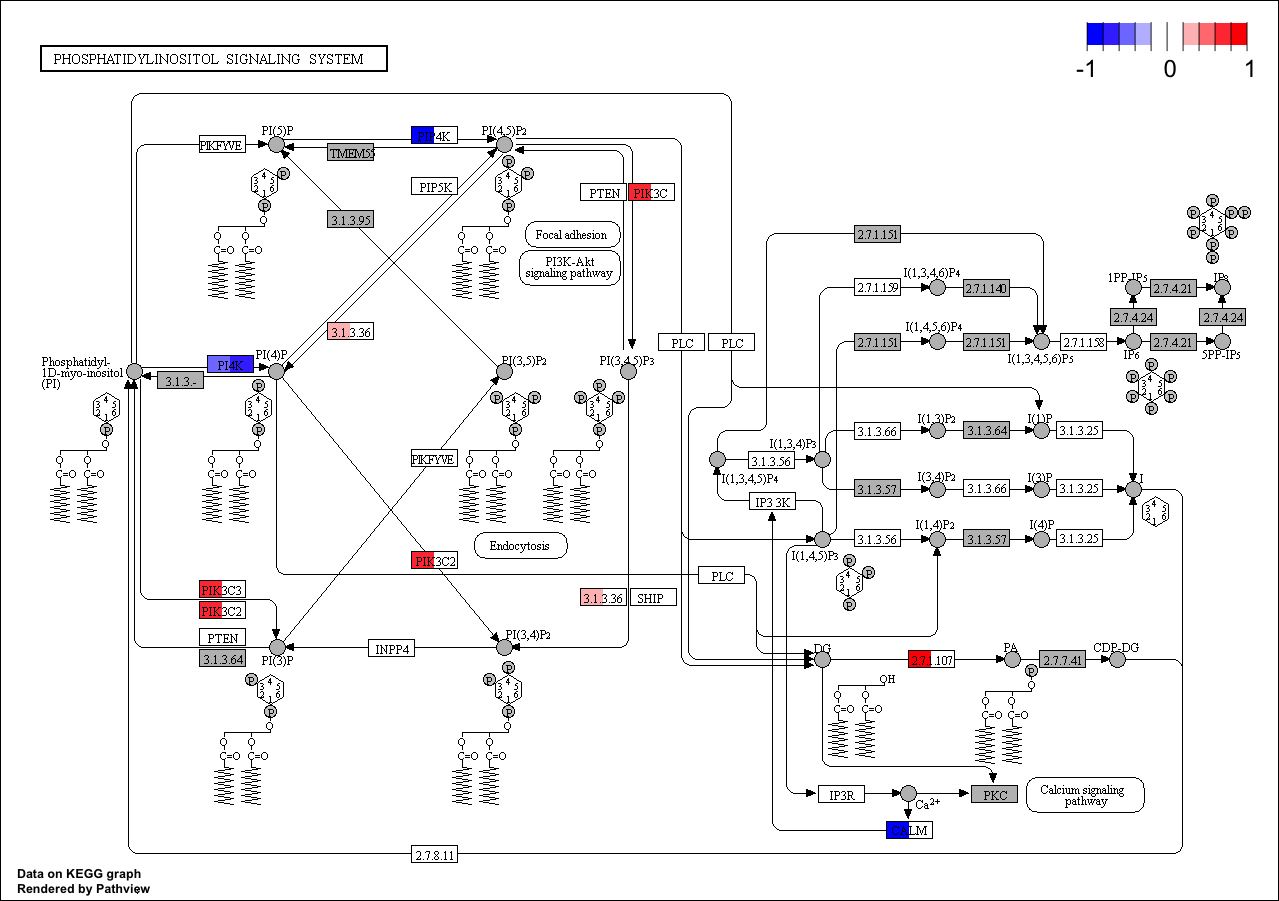 PHOSPHATIDYLINOSITOL SIGNALING SYSTEM
-1 0 1
PI(5)P
PIP4K
PI(4,5)P2
PIKFYVE
TMEM55
PIP5K
PTEN
PIK3C
3.1.3.95
Focal adhesion
PI3K-Akt
signaling pathway
2.7.1.151
I(1,3,4,6)P4
2.7.1.159
2.7.1.140
1PP-IP5
2.7.4.21
IP8
2.7.4.24
2.7.4.24
3.1.3.36
PLC
PLC
2.7.1.151
I(1,4,5,6)P4
2.7.1.151
I(1,3,4,5,6)P5
2.7.1.158
IP6
2.7.4.21
5PP-IP5
Phosphatidyl-
1D-myo-inositol
(PI)
PI4K
PI(4)P
3.1.3.-
PI(3,5)P2
PI(3,4,5)P3
3.1.3.66
I(1,3)P2
3.1.3.64
I(1)P
3.1.3.25
I(1,3,4)P3
3.1.3.56
I(1,3,4,5)P4
PIKFYVE
3.1.3.57
I(3,4)P2
3.1.3.66
I(3)P
3.1.3.25
I
IP3 3K
I(1,4,5)P3
3.1.3.56
I(1,4)P2
3.1.3.57
I(4)P
3.1.3.25
Endocytosis
PIK3C2
PLC
PIK3C3
PIK3C2
3.1.3.36
SHIP
PTEN
3.1.3.64
PI(3)P
INPP4
PI(3,4)P2
DG
2.7.1.107
PA
2.7.7.41
CDP-DG
OH
IP3R
Ca2+
PKC
Calcium signaling
pathway
CALM
2.7.8.11
Data on KEGG graph
Rendered by Pathview